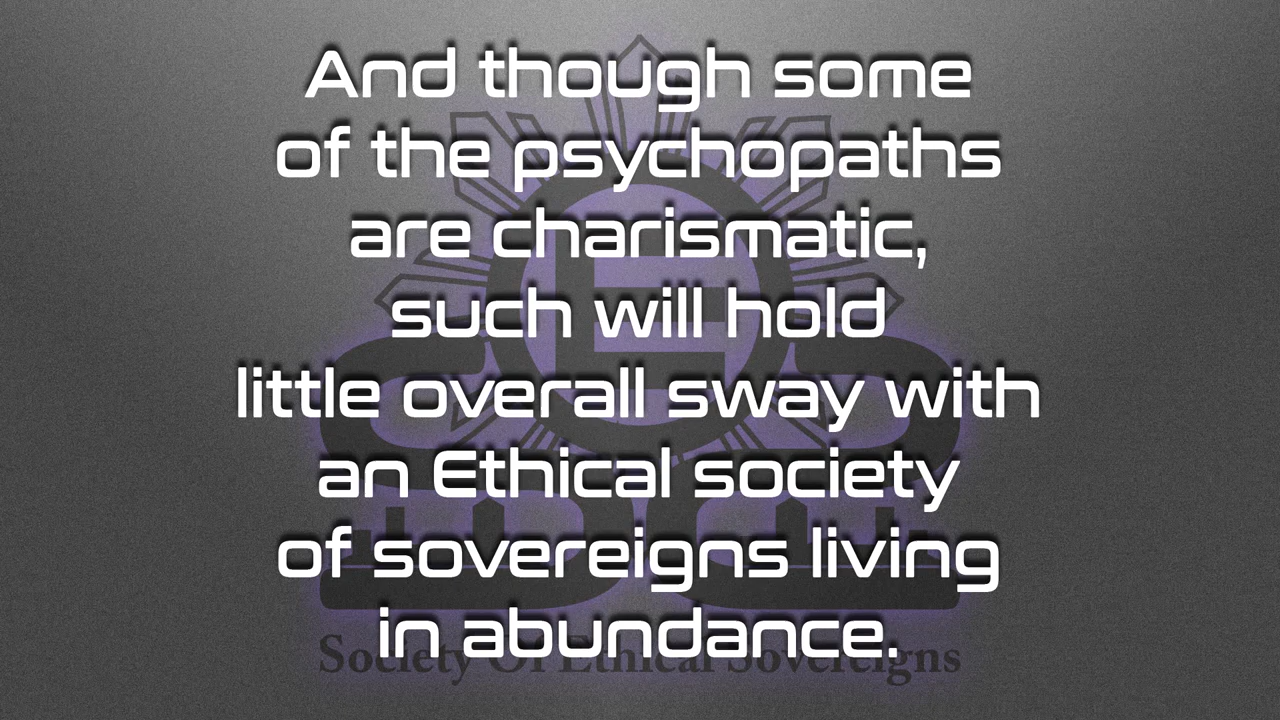 And though some
of the psychopaths
are charismatic,
such will hold
little overall sway with
an Ethical society
of sovereigns living
in abundance.
Society Of Ethical Sovereigns